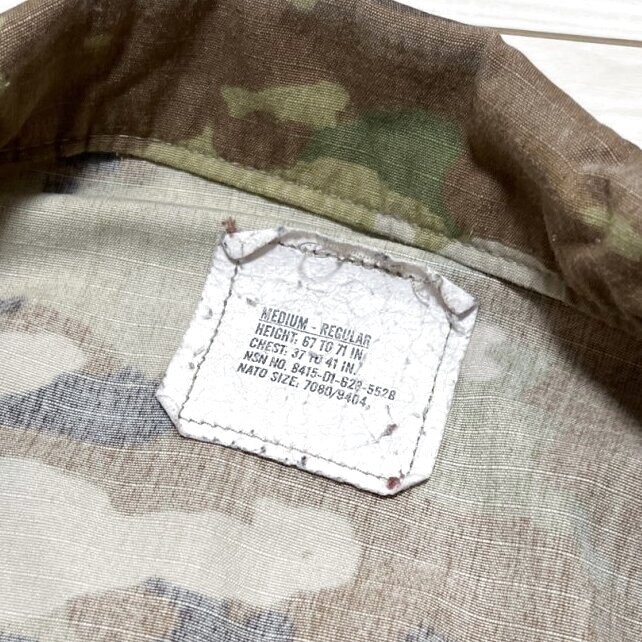 MEDIUM - REGULAR
HEIGHT: 67 TO 71 IN
CHEST: 37 TO 41 IN.
NSN NO. 8415-01-623-5528
NATO SIZE: 7080/9404